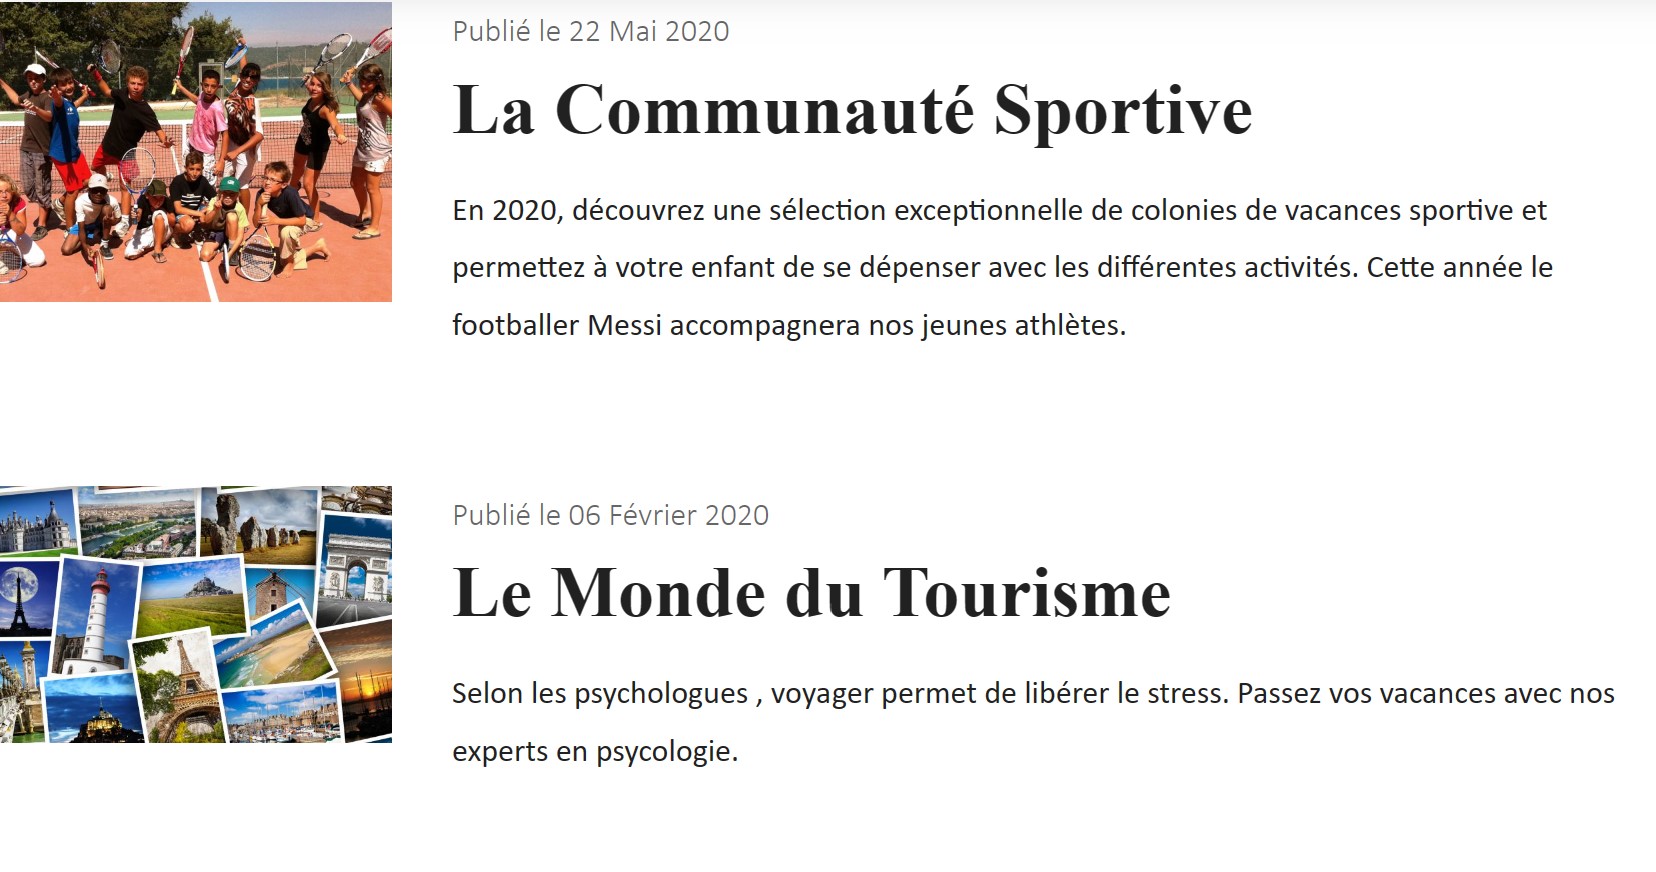 Publié le 22 Mai 2020
La Communauté Sportive
En 2020, découvrez une sélection exceptionnelle de colonies de vacances sportive et
permettez à votre enfant de se dépenser avec les différentes activités. Cette année le
footballer Messi accompagnera nos jeunes athlètes.
Publié le 06 Février 2020
Le Monde du Tourisme
Selon les psychologues , voyager permet de libérer le stress. Passez vos vacances avec nos
experts en psycologie.